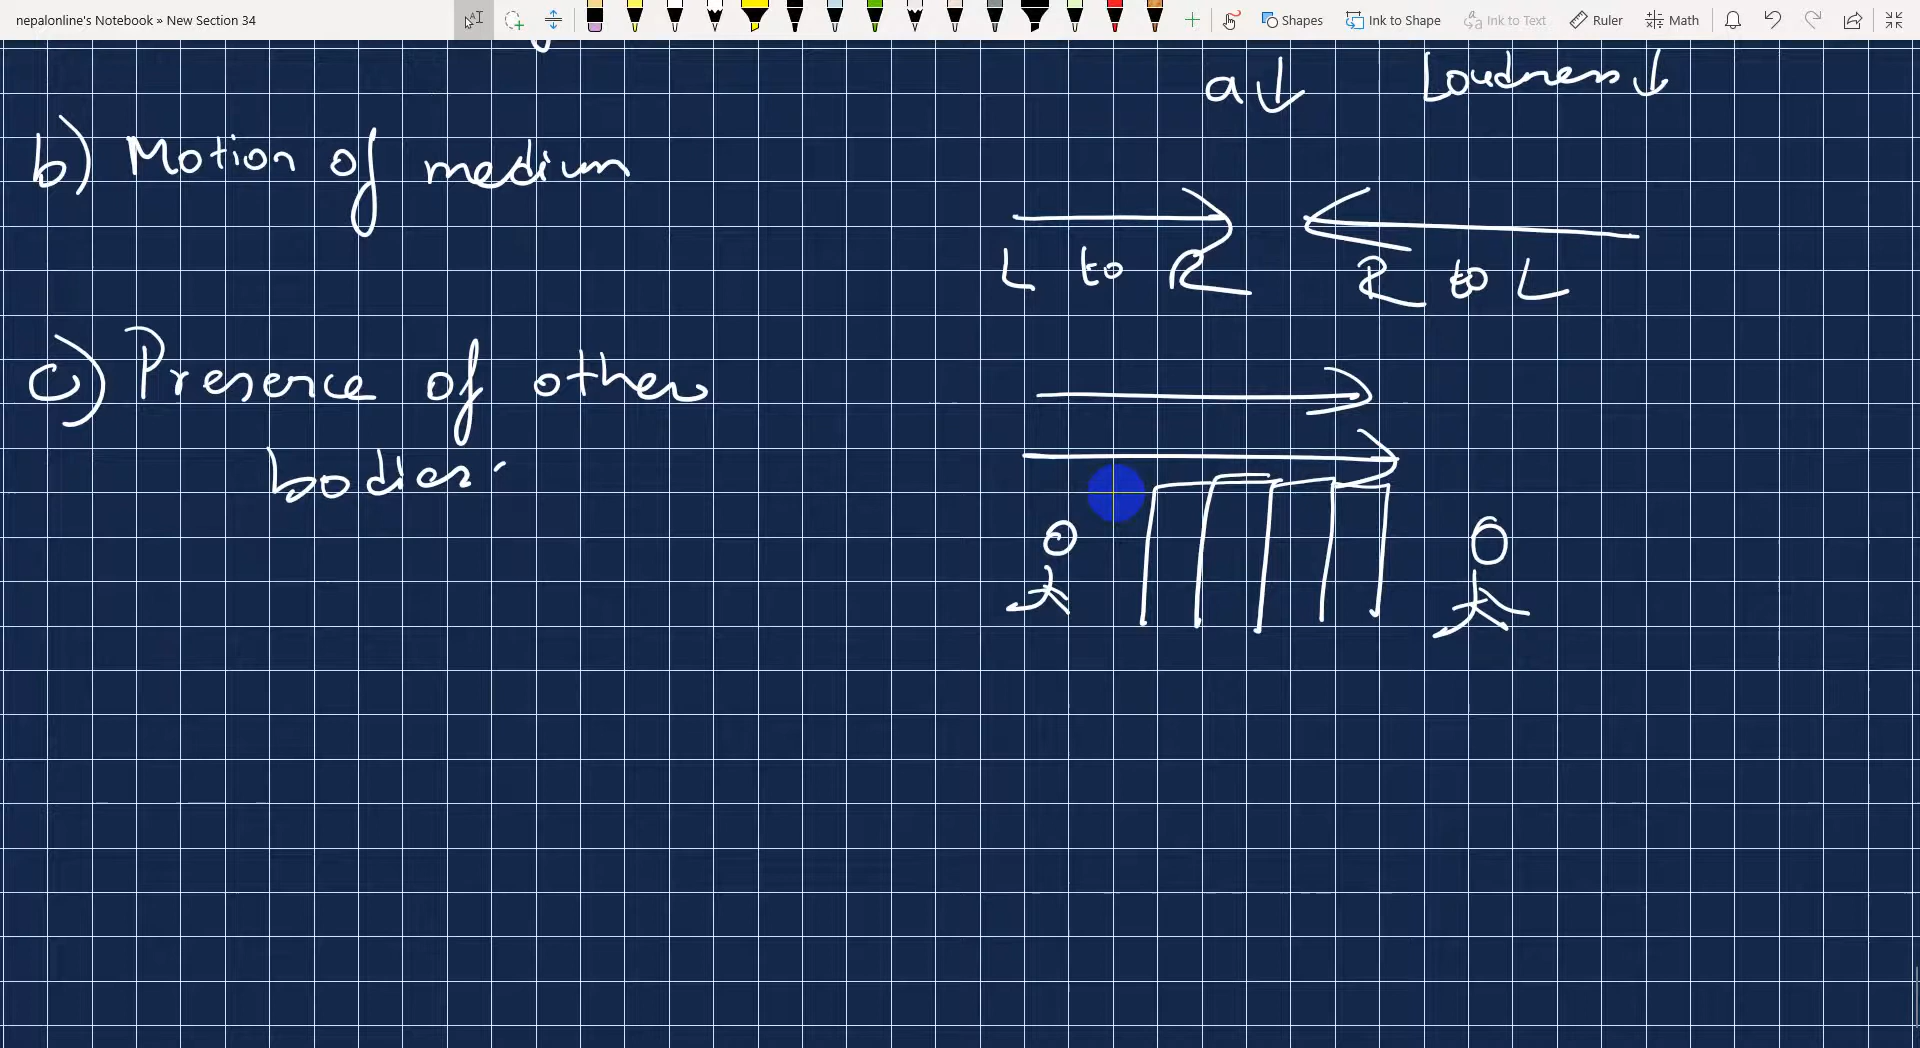 nepalonline's Notebook » New Section 34
Shapes
Ink to Shape
Ink to Text
Ruler
Math
a↓ Loudness↓
b) Motion of medium
L to R
R to L
c) Presence of other
bodies.